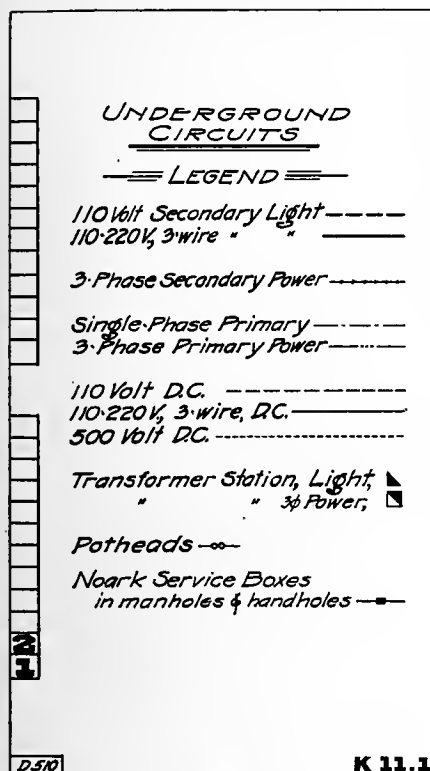 UNDERGROUND
CIRCUITS
LEGEND
110 Volt Secondary Light
110-220V., 3-wire " "
3-Phase Secondary Power
Single-Phase Primary
3-Phase Primary Power
110 Volt D.C.
110-220V., 3-wire, D.C.
500 Volt D.C.
Transformer Station, Light,
" " 3ϕ Power,
Potheads
Noark Service Boxes
in manholes & handholes
2
1
D510
K 11.1